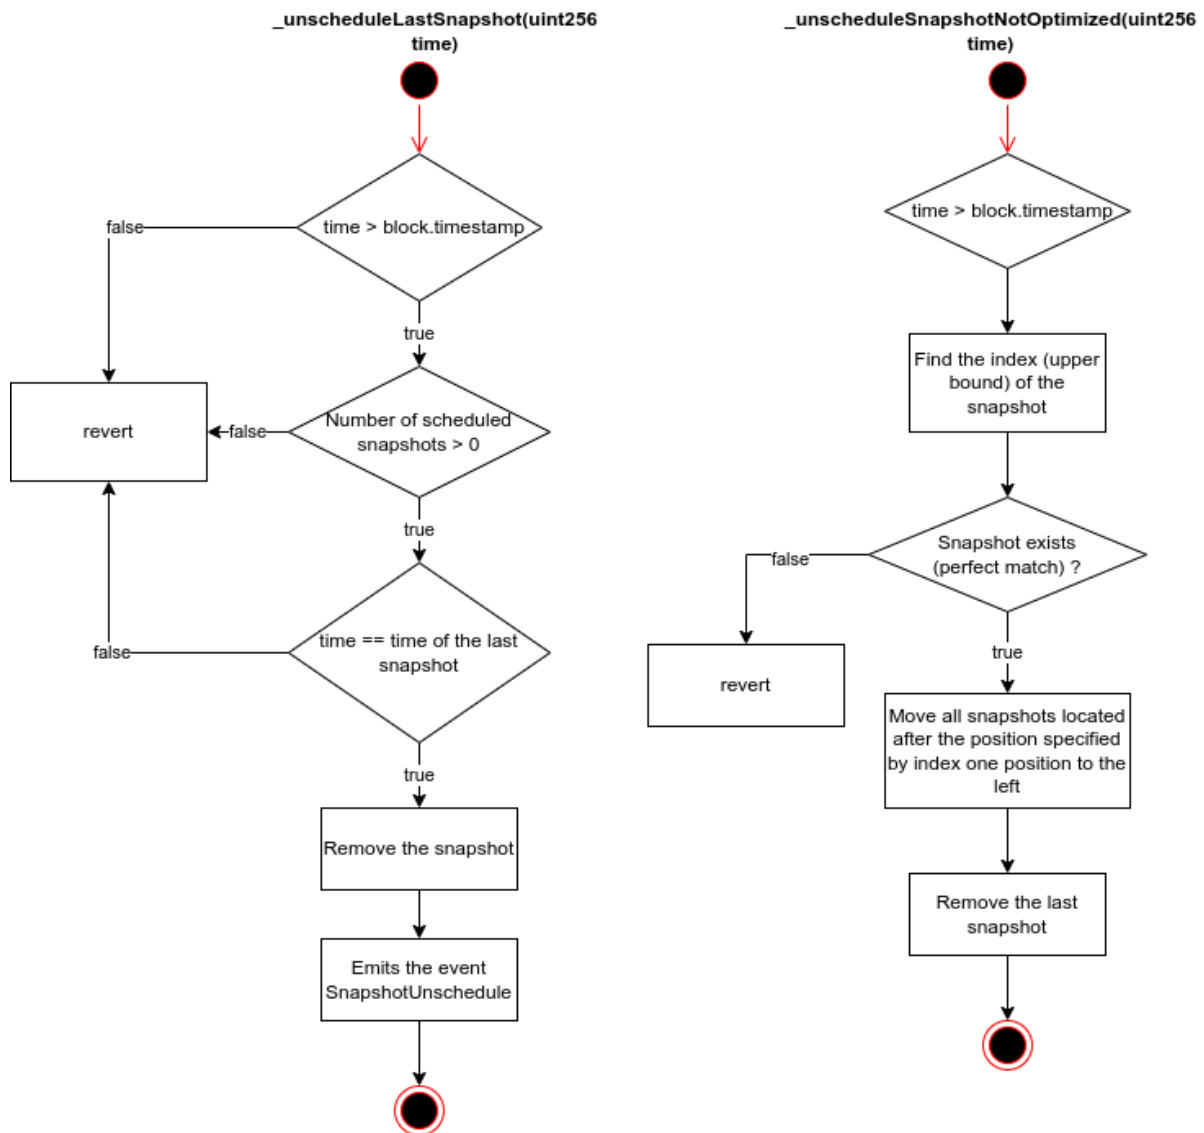 _unscheduleLastSnapshot(uint256
time)
time > block.timestamp
false
true
Number of scheduled
snapshots > 0
false
revert
true
time == time of the last
snapshot
false
true
Remove the snapshot
Emits the event
SnapshotUnschedule
_unscheduleSnapshotNotOptimized(uint256
time)
time > block.timestamp
Find the index (upper
bound) of the
snapshot
Snapshot exists
(perfect match) ?
false
revert
true
Move all snapshots located
after the position specified
by index one position to the
left
Remove the last
snapshot